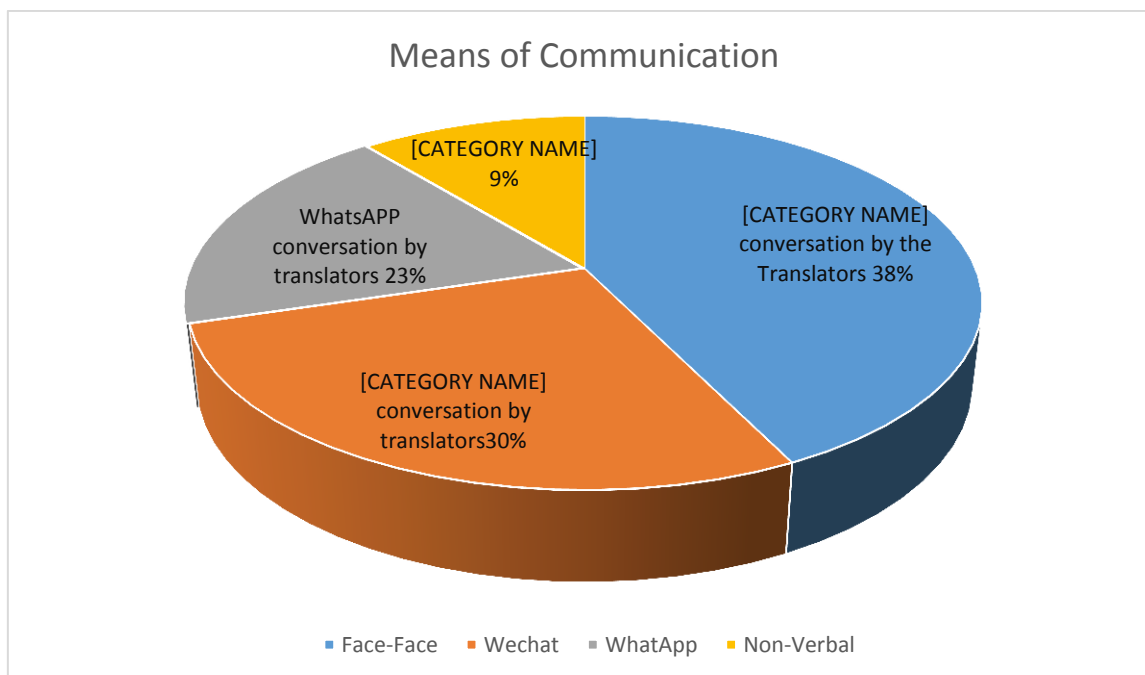 Means of Communication
[CATEGORY NAME]
9%
[CATEGORY NAME]
conversation by the
Translators 38%
WhatsAPP
conversation by
translators 23%
[CATEGORY NAME]
conversation by
translators30%
Face-Face
Wechat
WhatApp
Non-Verbal